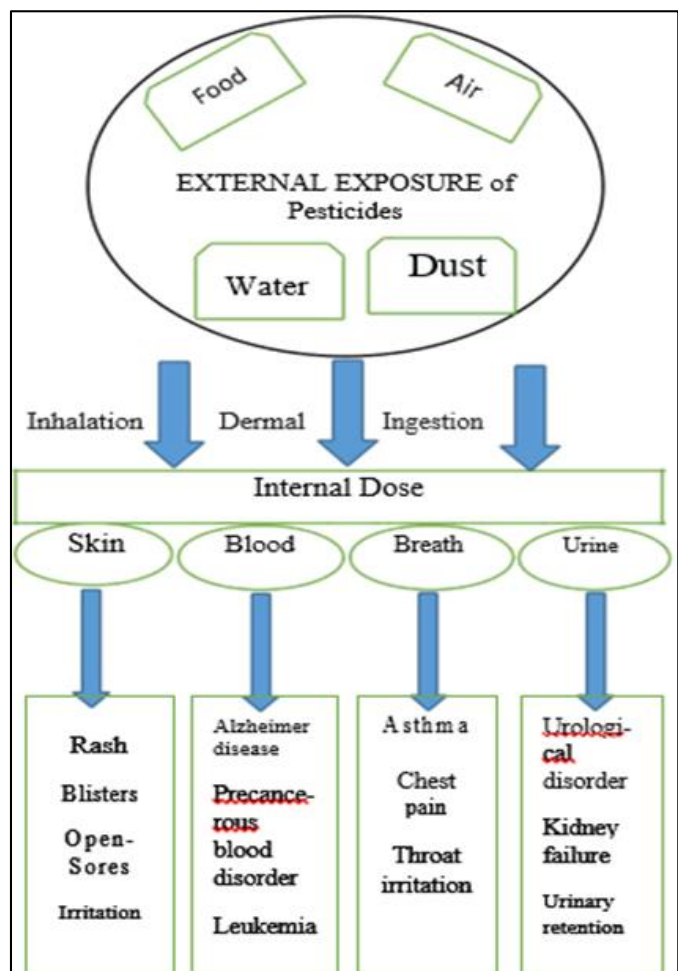 Food
Air
EXTERNAL EXPOSURE of
Pesticides
Water
Dust
Inhalation
Dermal
Ingestion
Internal Dose
Skin
Blood
Breath
Urine
Rash
Blisters
Open-
Sores
Irritation
Alzheimer
disease
Precance-
rous
blood
disorder
Leukemia
Asthma
Chest
pain
Throat
irritation
Urologi-
cal
disorder
Kidney
failure
Urinary
retention